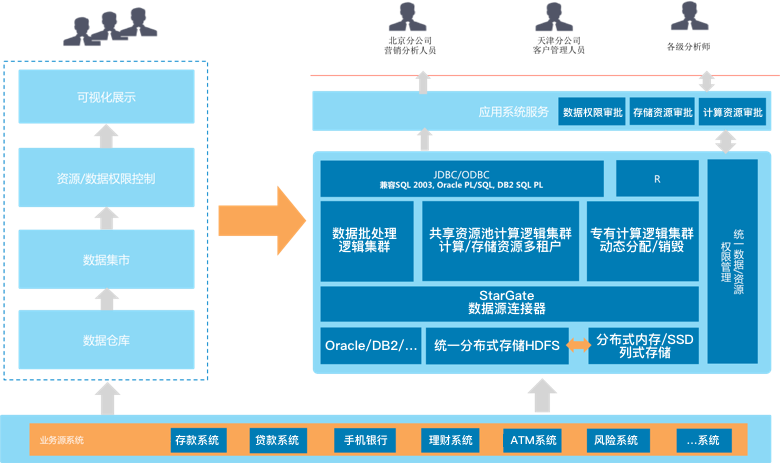 北京分公司
营销分析人员
天津分公司
客户管理人员
各级分析师
可视化展示
资源/数据权限控制
数据集市
数据仓库
应用系统服务
数据权限审批
存储资源审批
计算资源审批
JDBC/ODBC
兼容SQL 2003, Oracle PL/SQL, DB2 SQL PL
R
数据批处理
逻辑集群
共享资源池计算逻辑集群
计算/存储资源多租户
专有计算逻辑集群
动态分配/销毁
统一数据/资源
权限管理
StarGate
数据源连接器
Oracle/DB2/...
统一分布式存储HDFS
分布式内存/SSD
列式存储
业务源系统
存款系统
贷款系统
手机银行
理财系统
ATM系统
风险系统
...系统